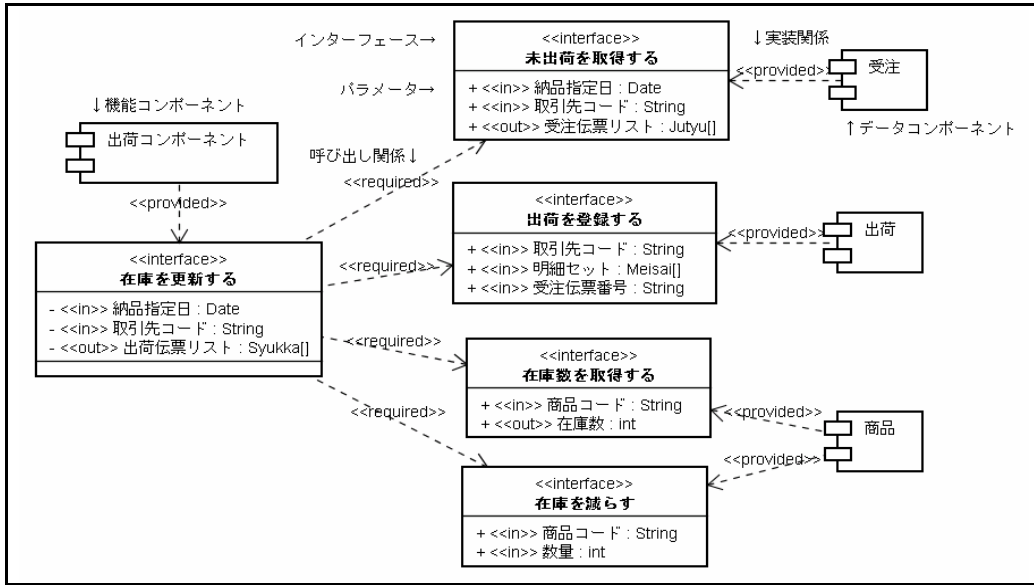 インターフェース→
パラメータ→
<<interface>>
未出荷を取得する
+ <<in>> 納品指定日 : Date
+ <<in>> 取引先コード : String
+ <<out>> 受注伝票リスト : Jutyu[]
↓実装関係
<<provided>>
受注
↑データコンポーネント
↓機能コンポーネント
出荷コンポーネント
<<provided>>
呼び出し関係↓
<<required>>
<<interface>>
在庫を更新する
- <<in>> 納品指定日 : Date
- <<in>> 取引先コード : String
- <<out>> 出荷伝票リスト : Syukka[]
<<required>>
<<interface>>
出荷を登録する
+ <<in>> 取引先コード : String
+ <<in>> 明細セット : Meisai[]
+ <<in>> 受注伝票番号 : String
<<provided>>
出荷
<<required>>
<<interface>>
在庫数を取得する
+ <<in>> 商品コード : String
+ <<out>> 在庫数 : int
<<provided>>
商品
<<required>>
<<provided>>
<<interface>>
在庫を減らす
+ <<in>> 商品コード : String
+ <<in>> 数量 : int